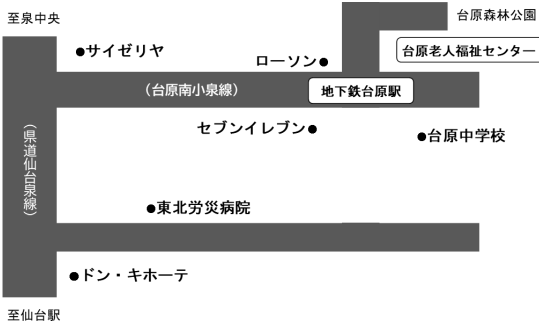 至泉中央
台原森林公園
サイゼリヤ
ローソン
台原老人福祉センター
(台原南小泉線)
地下鉄台原駅
セブンイレブン
台原中学校
(県道仙台泉線)
東北労災病院
ドン・キホーテ
至仙台駅